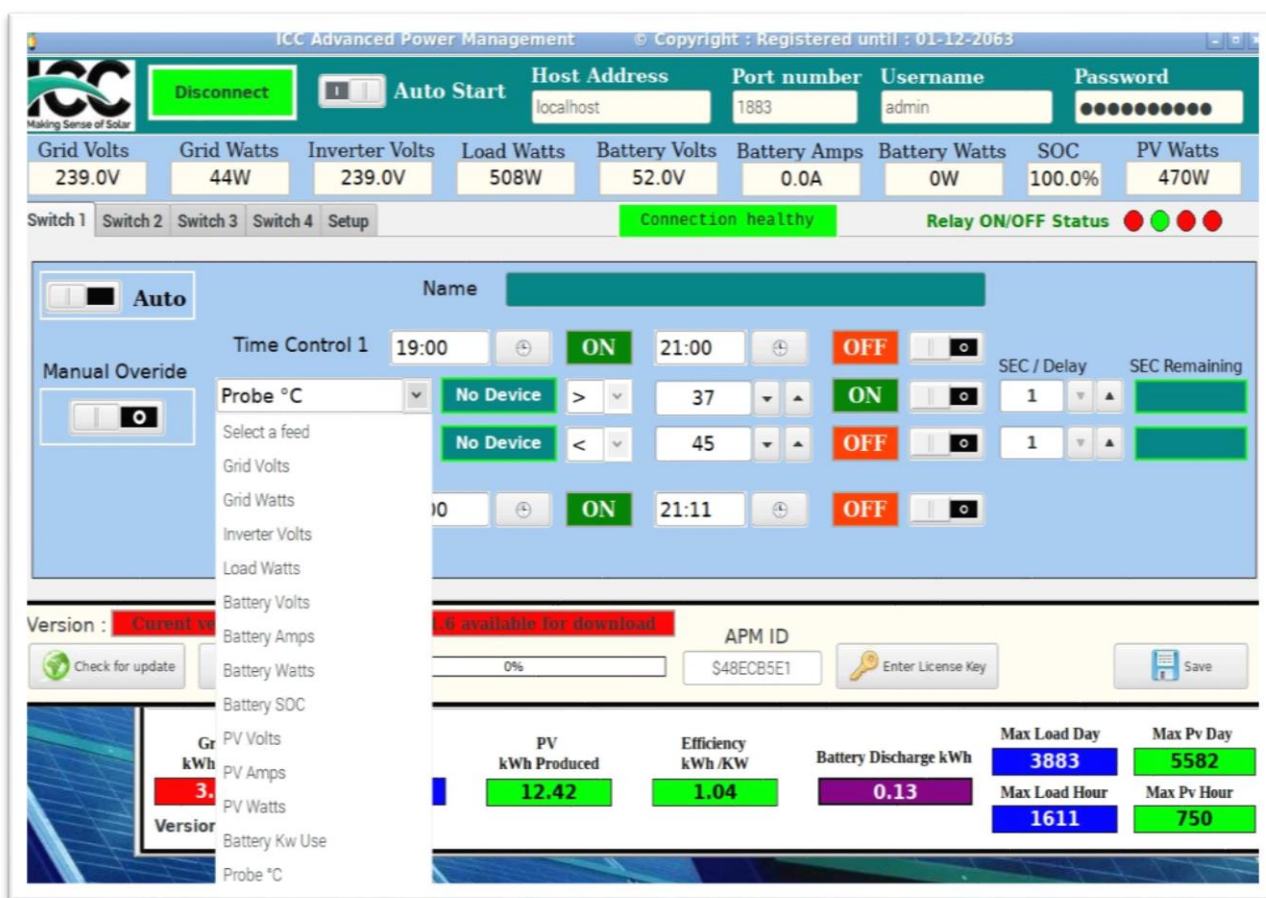 ICC Advanced Power Management © Copyright : Registered until : 01-12-2063
ICC
Making Sense of Solar
Disconnect
Auto Start
Host Address Port number Username Password
localhost 1883 admin ●●●●●●●●●●
Grid Volts Grid Watts Inverter Volts Load Watts Battery Volts Battery Amps Battery Watts SOC PV Watts
239.0V 44W 239.0V 508W 52.0V 0.0A 0W 100.0% 470W
Switch 1 Switch 2 Switch 3 Switch 4 Setup Connection healthy Relay ON/OFF Status
Auto Name
Time Control 1 19:00 ON 21:00 OFF
Manual Overide SEC / Delay SEC Remaining
Probe °C No Device > 37 ON 1
No Device < 45 OFF 1
ON 21:11 OFF
Select a feed
Grid Volts
Grid Watts
Inverter Volts
Load Watts
Battery Volts
Battery Amps
Battery Watts
Battery SOC
PV Volts
PV Amps
PV Watts
Battery Kw Use
Probe °C
Version : Curent .6 available for download
APM ID
Check for update 0% $48ECB5E1 Enter License Key Save
PV
kWh Produced
12.42
Efficiency
kWh /KW
1.04
Battery Discharge kWh
0.13
Max Load Day Max Pv Day
3883 5582
Max Load Hour Max Pv Hour
1611 750
kWh
3.
Version